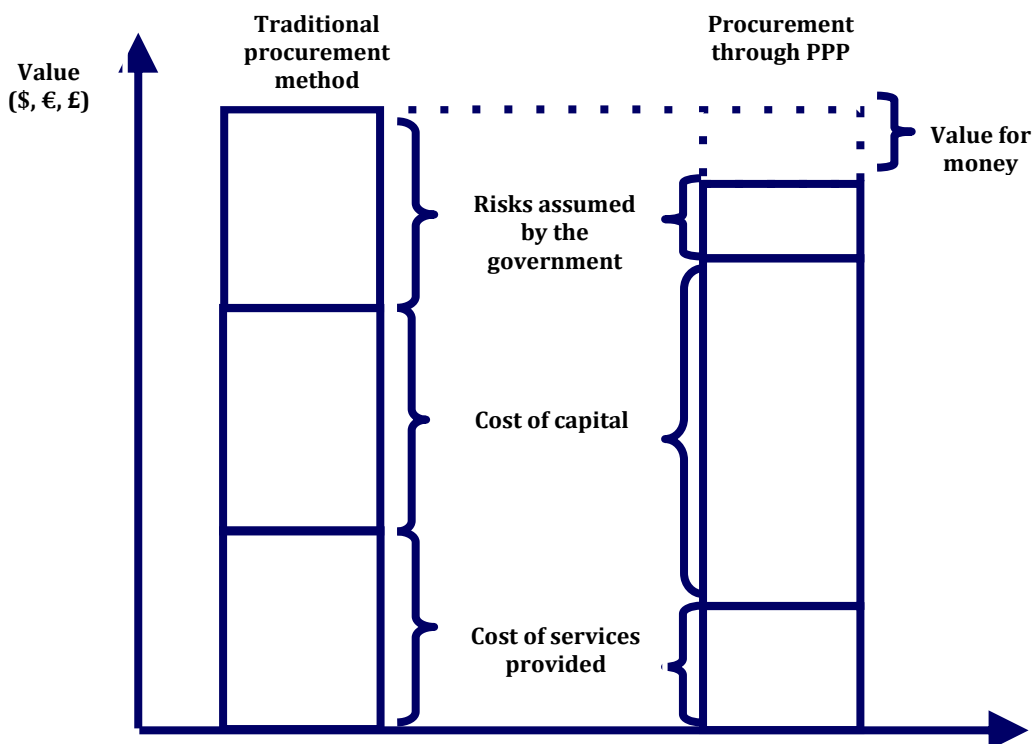 Traditional
procurement
method
Procurement
through PPP
Value
($, €, £)
Value for
money
Risks assumed
by the
government
Cost of capital
Cost of services
provided